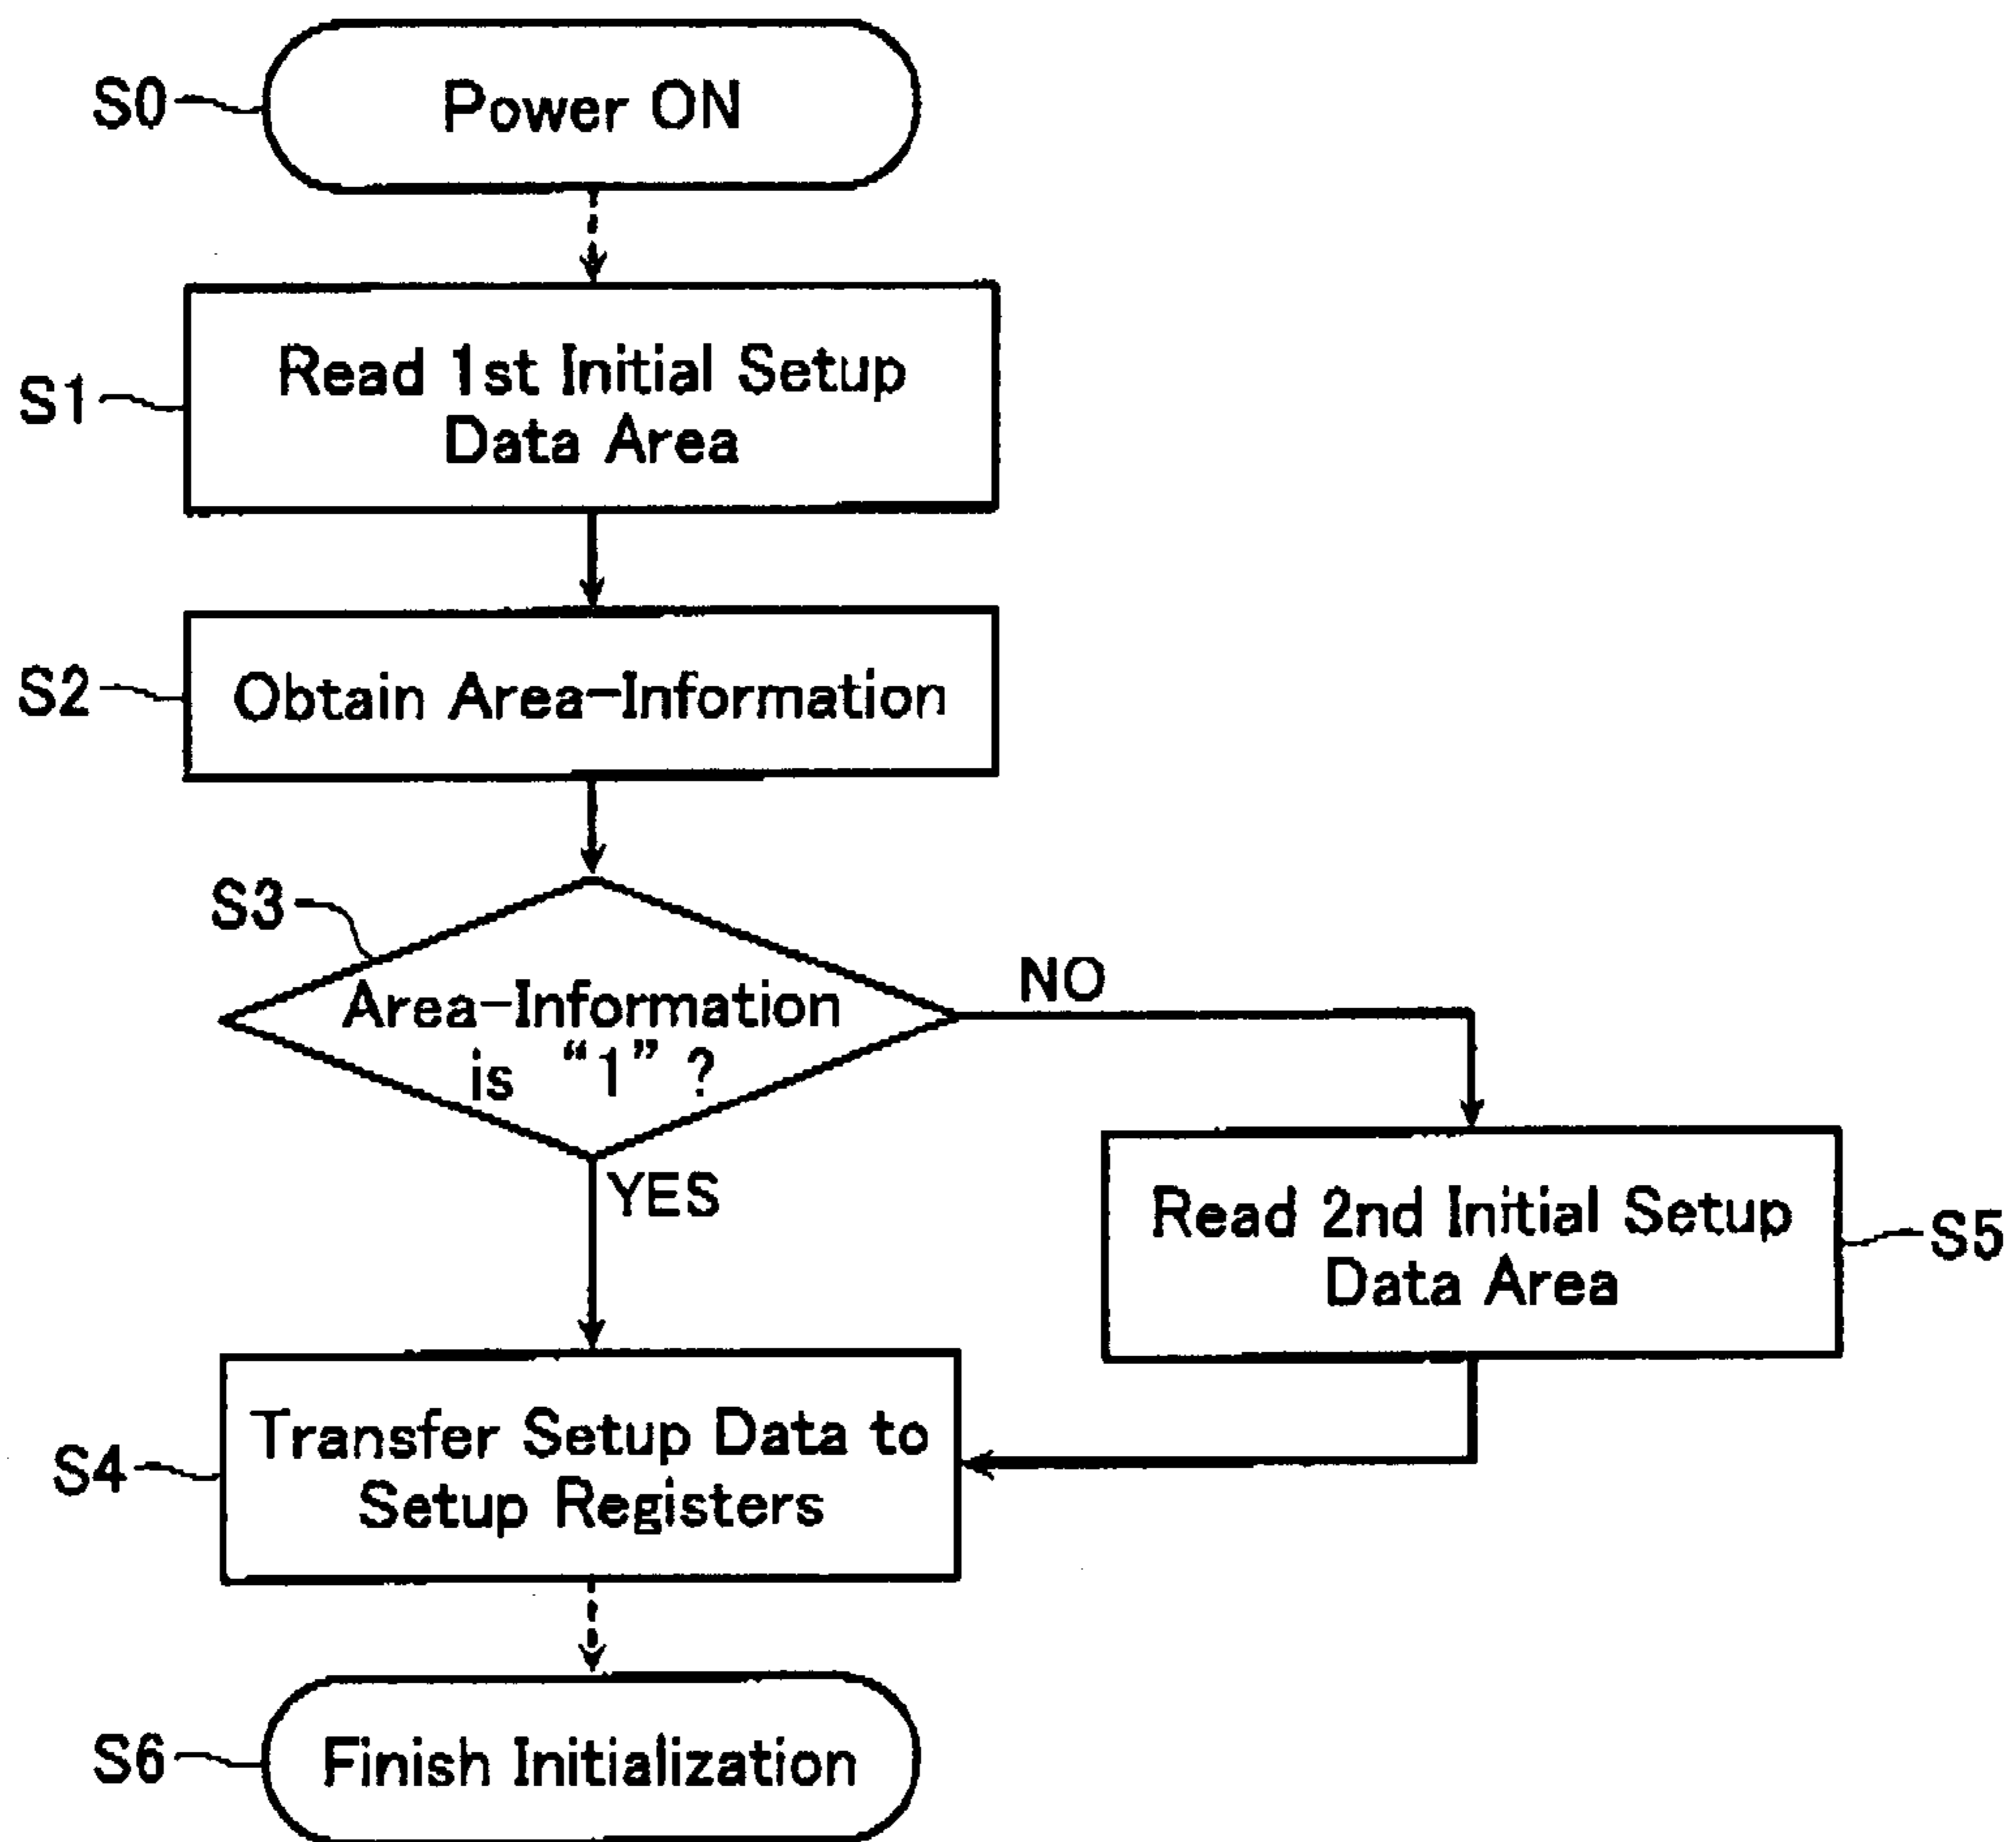 S0
Power ON
S1
Read 1st Initial Setup
Data Area
S2
Obtain Area-Information
S3
Area-Information
is “1” ?
NO
YES
Read 2nd Initial Setup
Data Area
S5
S4
Transfer Setup Data to
Setup Registers
S6
Finish Initialization